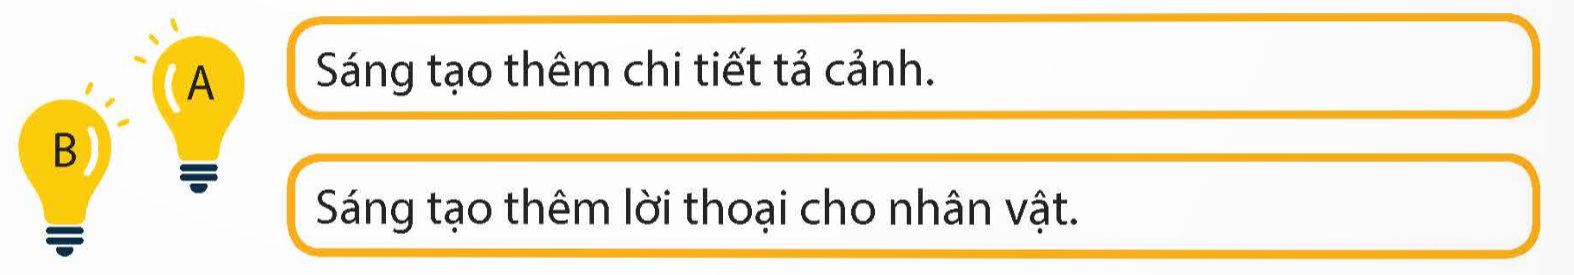 A
Sáng tạo thêm chi tiết tả cảnh.
B
Sáng tạo thêm lời thoại cho nhân vật.